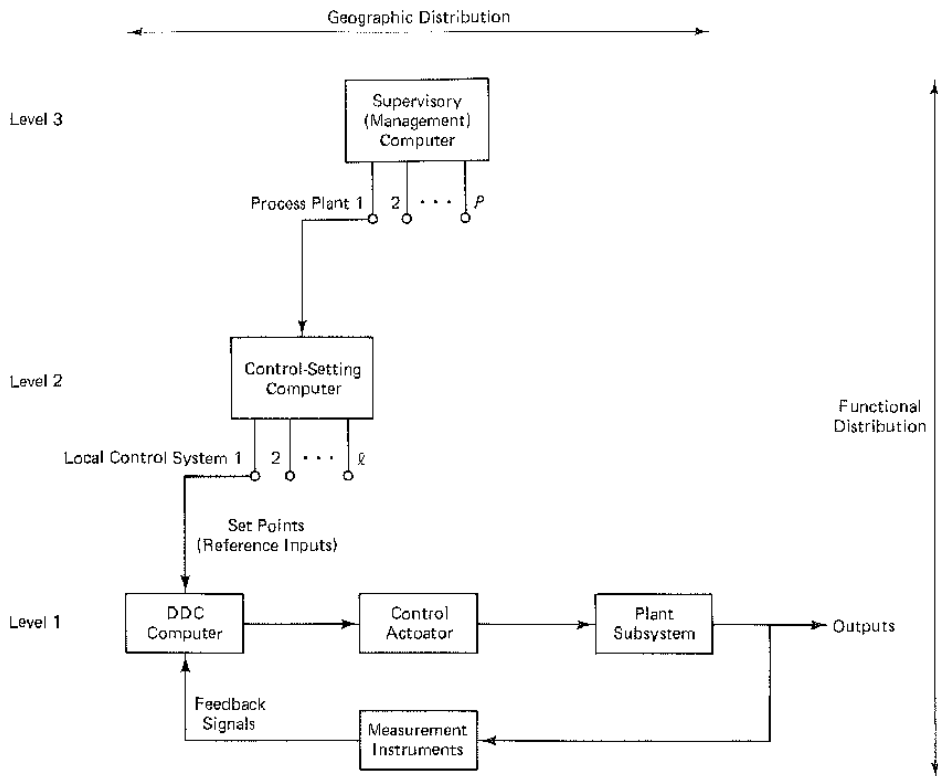 Geographic Distribution
Level 3
Supervisory
(Management)
Computer
Process Plant 1 2 · · · P
Level 2
Control-Setting
Computer
Functional
Distribution
Local Control System 1 2 · · · ℓ
Set Points
(Reference Inputs)
Level 1
DDC
Computer
Control
Actoator
Plant
Subsystem
Outputs
Feedback
Signals
Measurement
Instruments